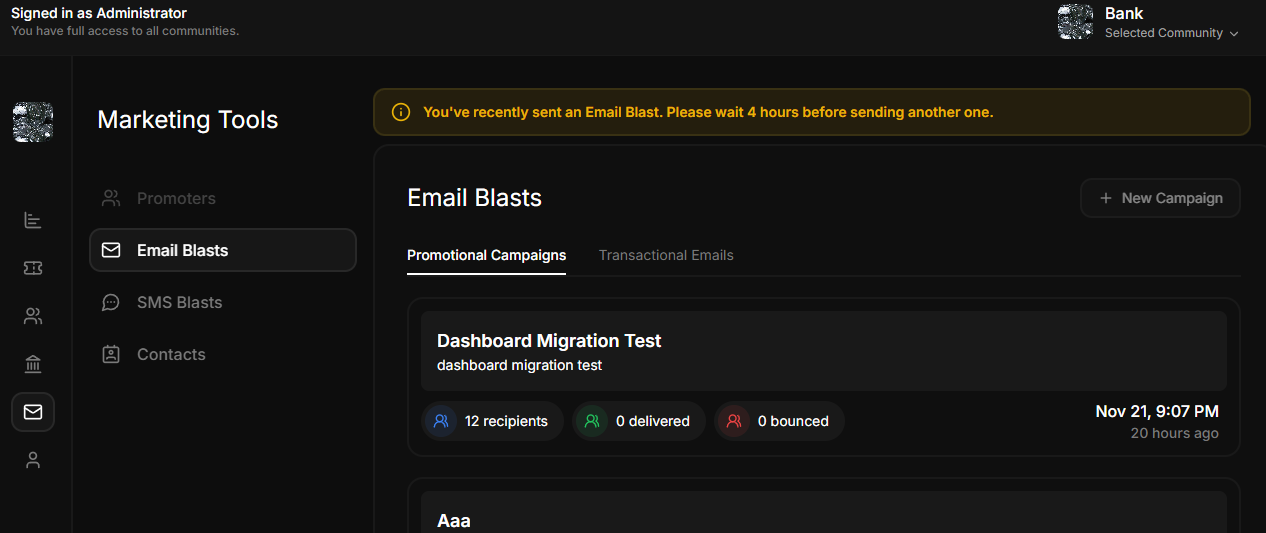 Signed in as Administrator
You have full access to all communities.
Bank
Selected Community
Marketing Tools
Promoters
Email Blasts
SMS Blasts
Contacts
You've recently sent an Email Blast. Please wait 4 hours before sending another one.
Email Blasts
New Campaign
Promotional Campaigns
Transactional Emails
Dashboard Migration Test
dashboard migration test
12 recipients
0 delivered
0 bounced
Nov 21, 9:07 PM
20 hours ago
Aaa